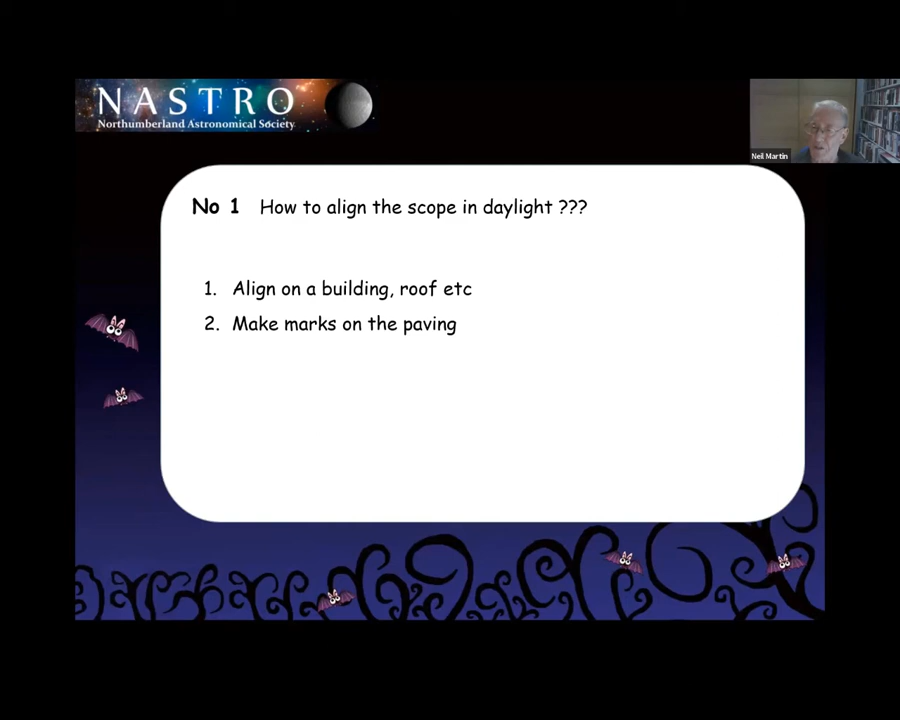 NASTRO
Northumberland Astronomical Society
Neil Martin
No 1 How to align the scope in daylight ???
1. Align on a building, roof etc
2. Make marks on the paving